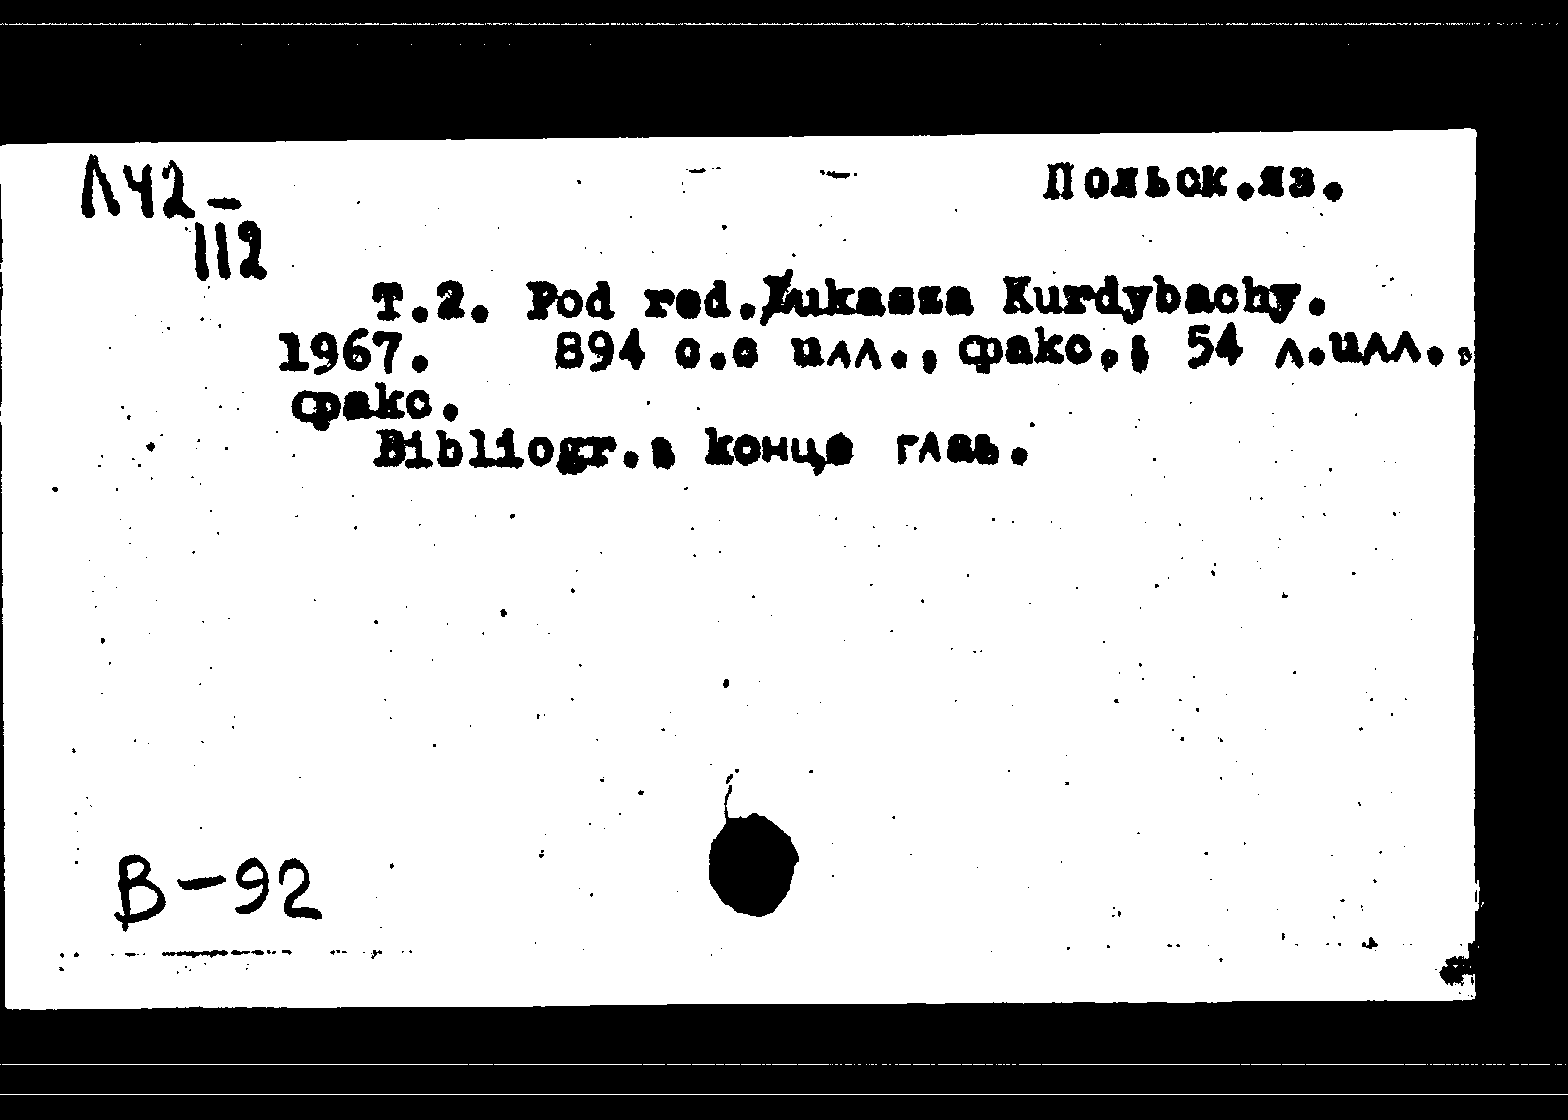 Л42-
112
Польск.яз.
T.2. Pod red.Łukasza Kurdybachy.
1967. 894 с.с илл., факс.; 54 л.илл.,
факс.
Bibliogr.в конце глав.
В-92